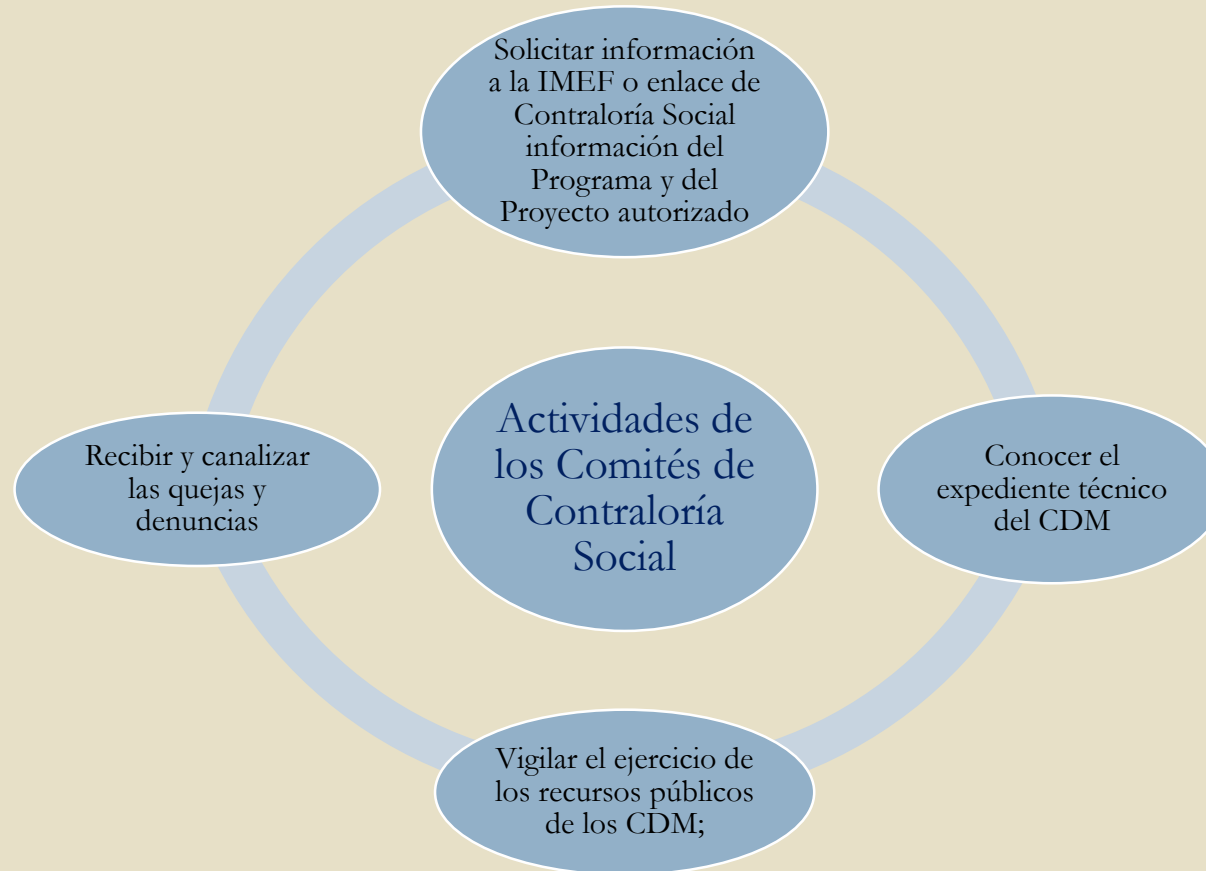 Solicitar información
a la IMEF o enlace de
Contraloría Social
información del
Programa y del
Proyecto autorizado
Recibir y canalizar
las quejas y
denuncias
Actividades de
los Comités de
Contraloría
Social
Conocer el
expediente técnico
del CDM
Vigilar el ejercicio de
los recursos públicos
de los CDM;